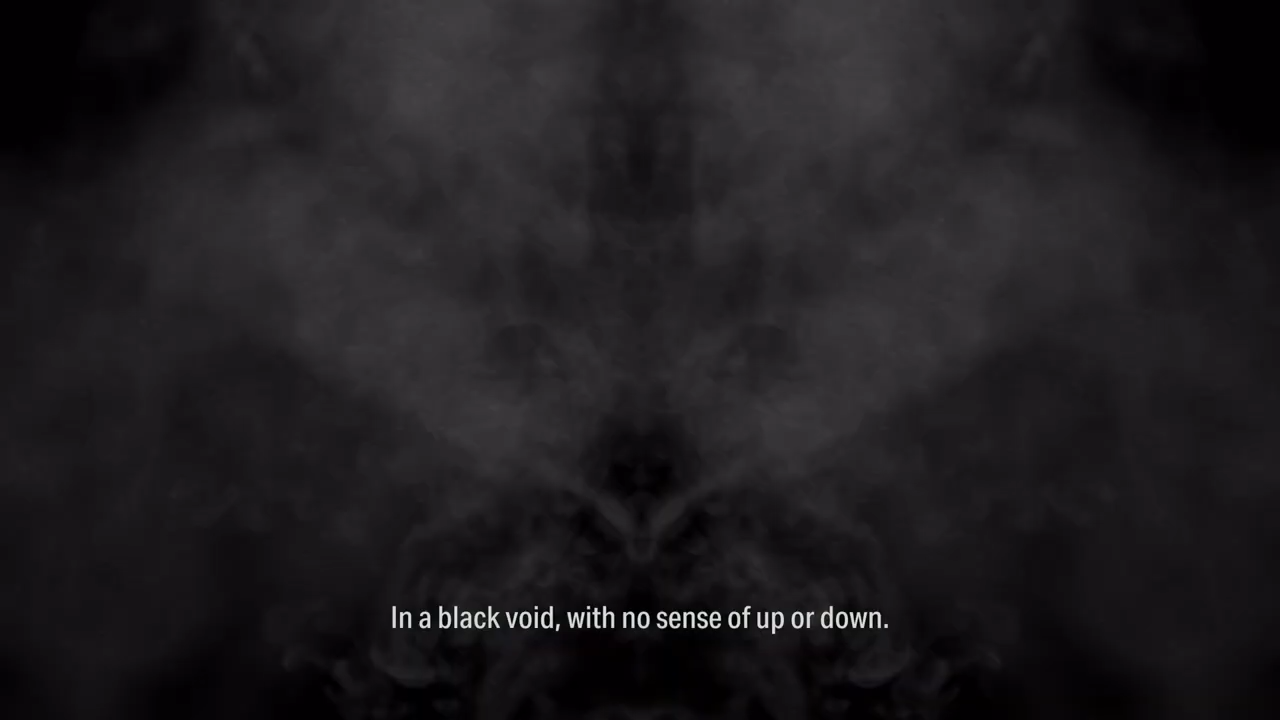 In a black void, with no sense of up or down.